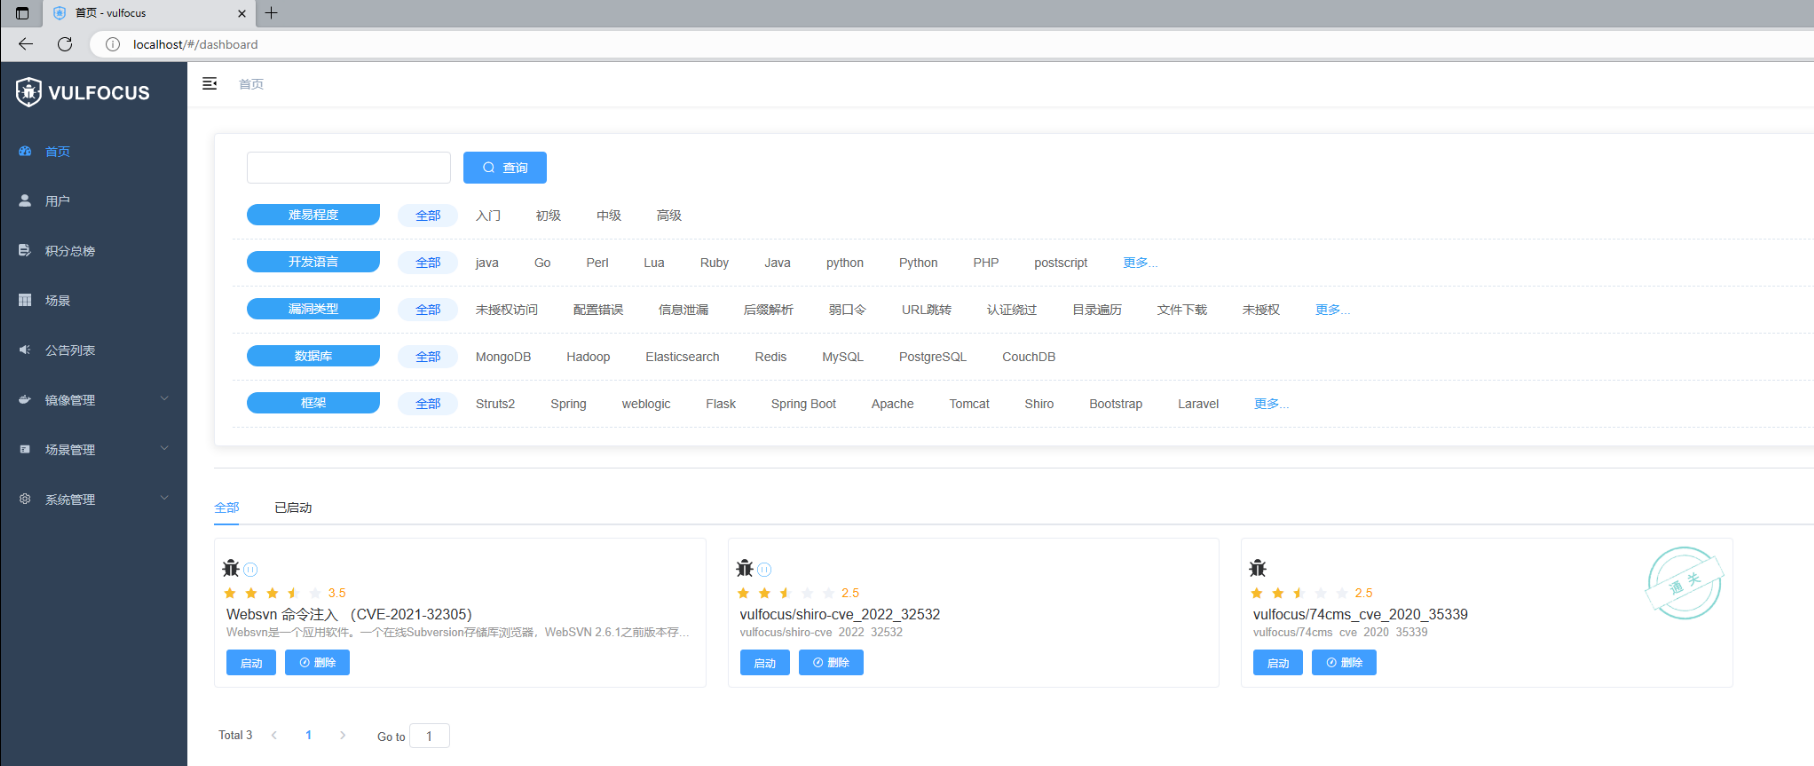 首页 - vulfocus
localhost/#/dashboard
VULFOCUS
首页
首页
用户
积分总榜
场景
公告列表
镜像管理
场景管理
系统管理
查询
难易程度 全部 入门 初级 中级 高级
开发语言 全部 java Go Perl Lua Ruby Java python Python PHP postscript 更多...
漏洞类型 全部 未授权访问 配置错误 信息泄漏 后缀解析 弱口令 URL跳转 认证绕过 目录遍历 文件下载 未授权 更多...
数据库 全部 MongoDB Hadoop Elasticsearch Redis MySQL PostgreSQL CouchDB
框架 全部 Struts2 Spring weblogic Flask Spring Boot Apache Tomcat Shiro Bootstrap Laravel 更多...
全部 已启动
3.5
Websvn 命令注入 （CVE-2021-32305）
Websvn是一个应用软件。一个在线Subversion存储库浏览器，WebSVN 2.6.1之前版本存...
启动 删除
2.5
vulfocus/shiro-cve_2022_32532
vulfocus/shiro-cve_2022_32532
启动 删除
通关
2.5
vulfocus/74cms_cve_2020_35339
vulfocus/74cms_cve_2020_35339
启动 删除
Total 3 1 Go to 1